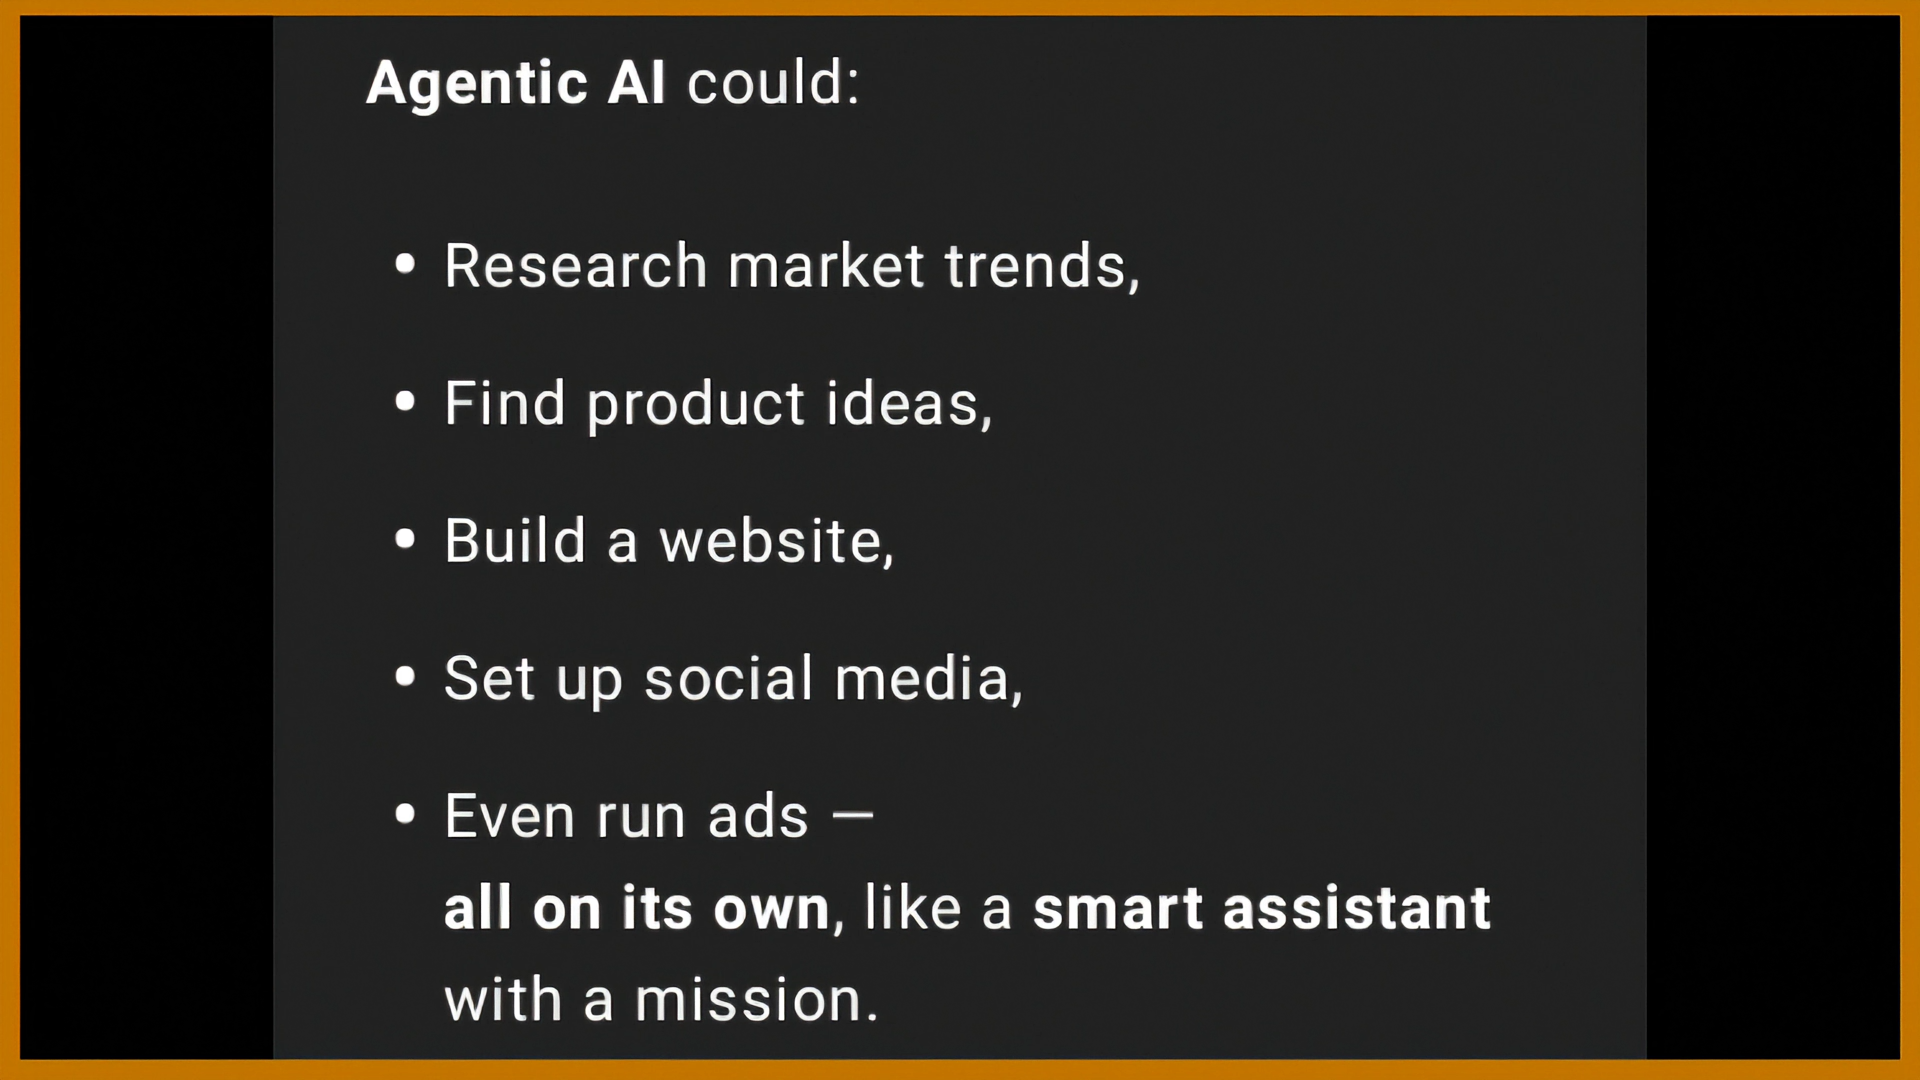 Agentic AI could:
• Research market trends,
• Find product ideas,
• Build a website,
• Set up social media,
• Even run ads —
all on its own, like a smart assistant
with a mission.